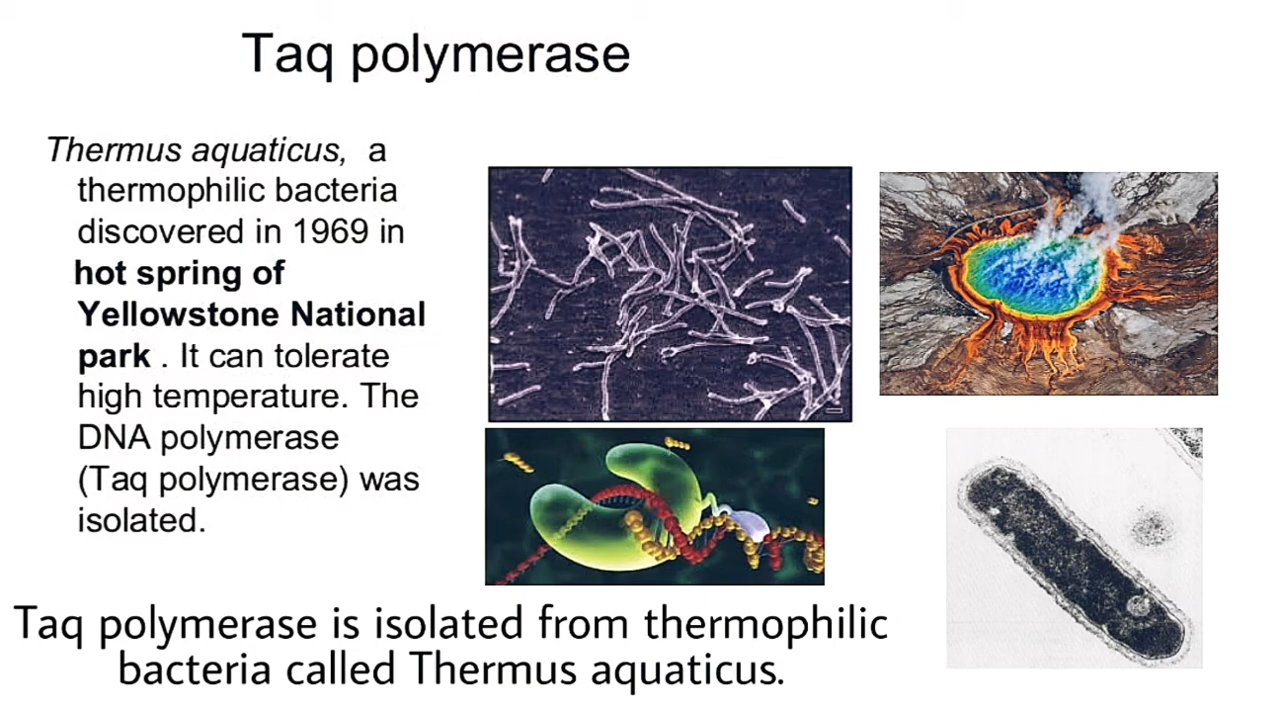 Taq polymerase
Thermus aquaticus, a
thermophilic bacteria
discovered in 1969 in
hot spring of
Yellowstone National
park . It can tolerate
high temperature. The
DNA polymerase
(Taq polymerase) was
isolated.
Taq polymerase is isolated from thermophilic
bacteria called Thermus aquaticus.